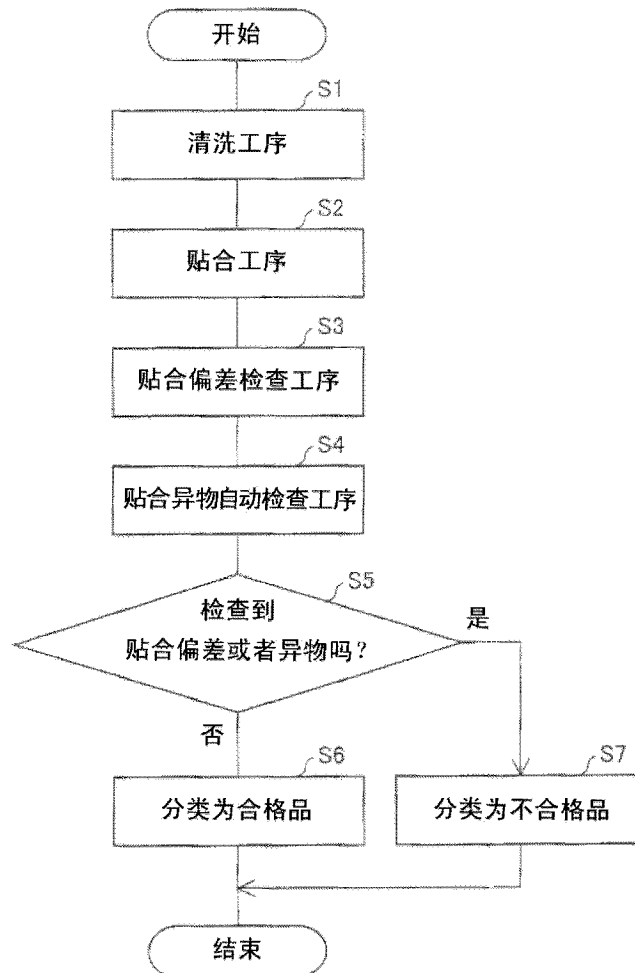 开始
S1
清洗工序
S2
贴合工序
S3
贴合偏差检查工序
S4
贴合异物自动检查工序
S5
检查到
贴合偏差或者异物吗?
是
否
S6
分类为合格品
S7
分类为不合格品
结束